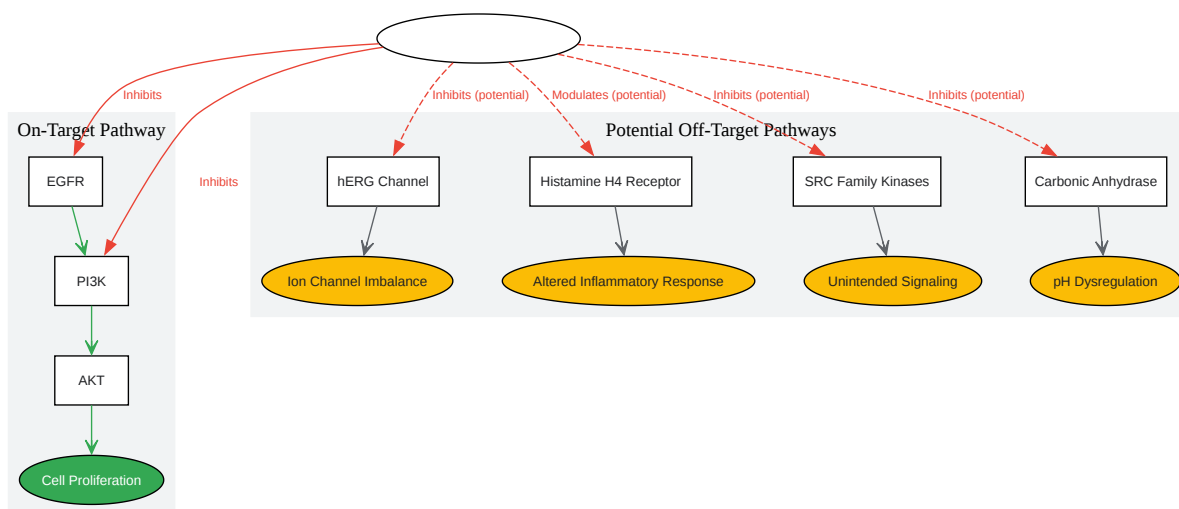 Inhibits
Inhibits (potential)
Modulates (potential)
Inhibits (potential)
Inhibits (potential)
On-Target Pathway
Potential Off-Target Pathways
EGFR
Inhibits
hERG Channel
Histamine H4 Receptor
SRC Family Kinases
Carbonic Anhydrase
PI3K
Ion Channel Imbalance
Altered Inflammatory Response
Unintended Signaling
pH Dysregulation
AKT
Cell Proliferation